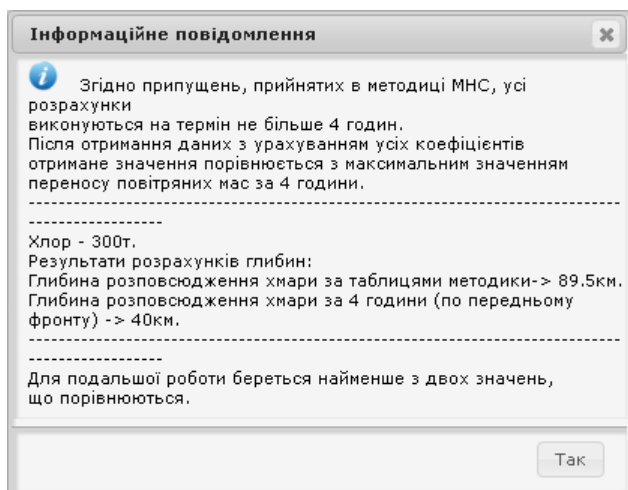 Інформаційне повідомлення
Згідно припущень, прийнятих в методиці МНС, усі
розрахунки
виконуються на термін не більше 4 годин.
Після отримання даних з урахуванням усіх коефіцієнтів
отримане значення порівнюється з максимальним значенням
переносу повітряних мас за 4 години.
--------------------------------------------------------------------------
-----------------
Хлор - 300т.
Результати розрахунків глибин:
Глибина розповсюдження хмари за таблицями методики-> 89.5км.
Глибина розповсюдження хмари за 4 години (по передньому
фронту) -> 40км.
--------------------------------------------------------------------------
-----------------
Для подальшої роботи береться найменше з двох значень,
що порівнюються.
Так